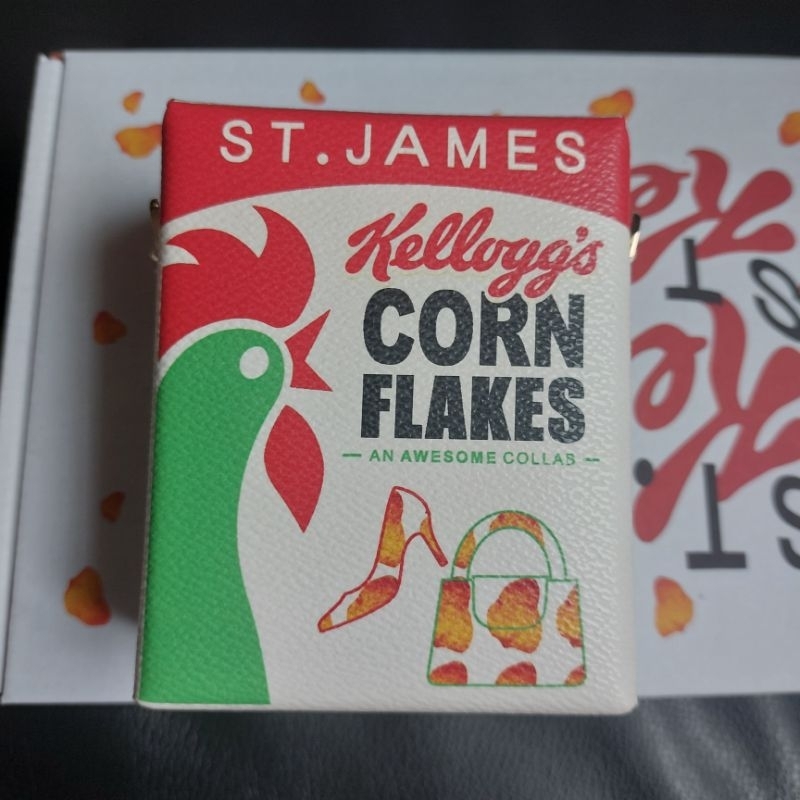 ST.JAMES
Kellogg's
CORN
FLAKES
— AN AWESOME COLLAB —